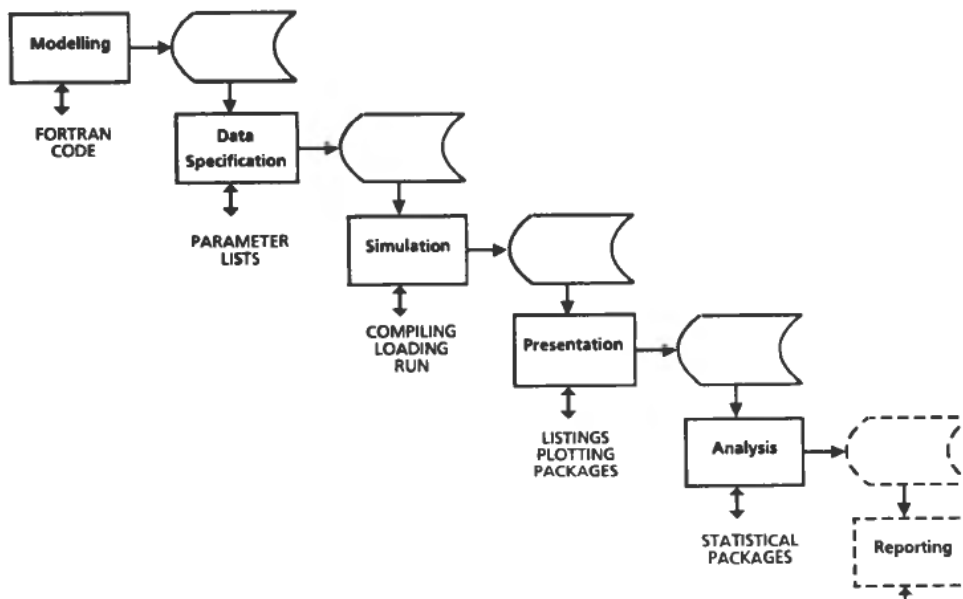 Modelling
FORTRAN
CODE
Data
Specification
PARAMETER
LISTS
Simulation
COMPILING
LOADING
RUN
Presentation
LISTINGS
PLOTTING
PACKAGES
Analysis
STATISTICAL
PACKAGES
Reporting